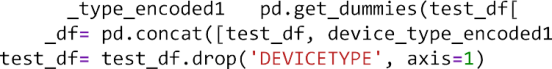 _type_encoded1 pd.get_dummies(test_df[
_df= pd.concat([test_df, device_type_encoded1
test_df= test_df.drop('DEVICETYPE', axis=1)